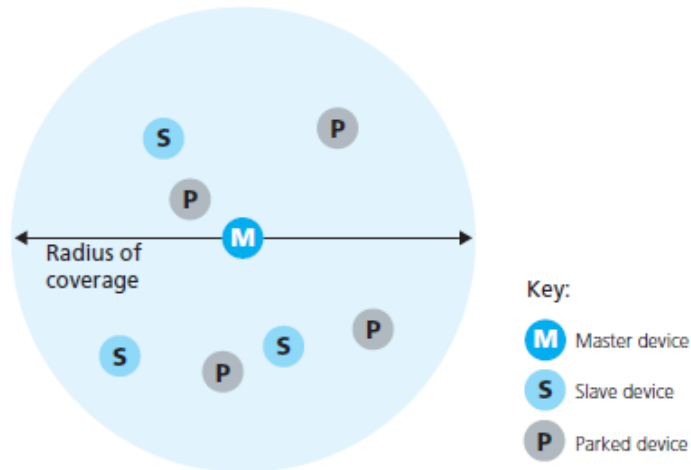 S
P
P
M
Radius of
coverage
S
P
S
P
Key:
M Master device
S Slave device
P Parked device